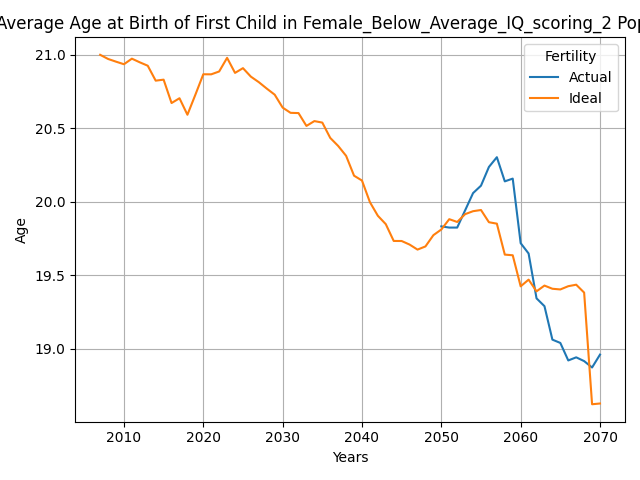 Average Age at Birth of First Child in Female_Below_Average_IQ_scoring_2 Pop
Fertility
Actual
Ideal
21.0
20.5
20.0
19.5
19.0
Age
2010 2020 2030 2040 2050 2060 2070
Years